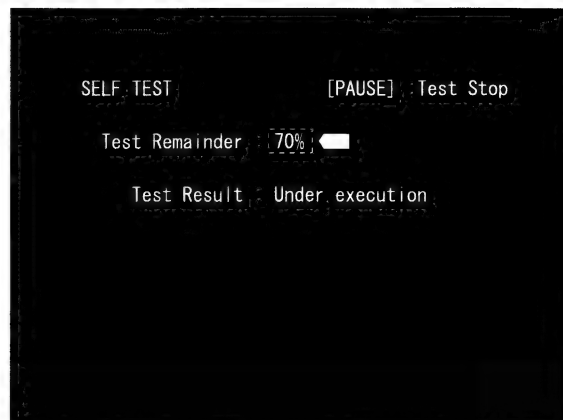 SELF TEST [PAUSE] : Test Stop
Test Remainder : 70%
Test Result : Under execution